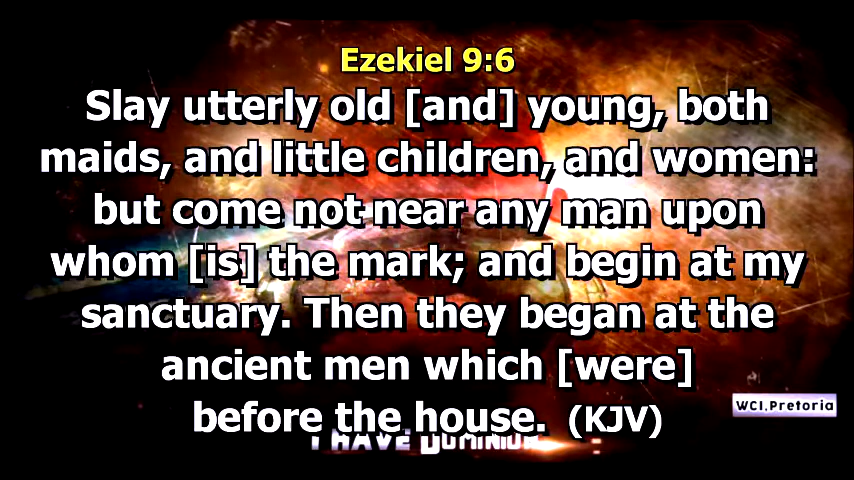 Ezekiel 9:6
Slay utterly old [and] young, both
maids, and little children, and women:
but come not near any man upon
whom [is] the mark; and begin at my
sanctuary. Then they began at the
ancient men which [were]
before the house. (KJV)
WCI,Pretoria
I HAVE DOMINION